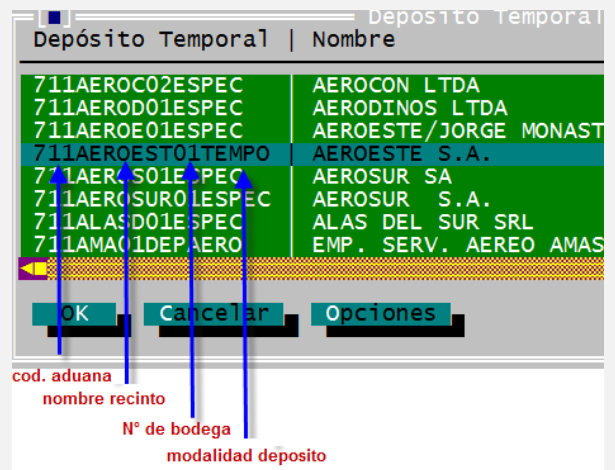 Depósito Temporal
Depósito Temporal | Nombre
711AEROC02ESPEC | AEROCON LTDA
711AEROD01ESPEC | AERODINOS LTDA
711AEROE01ESPEC | AEROESTE/JORGE MONAST
711AEROEST01TEMPO | AEROESTE S.A.
711AEROS01ESPEC | AEROSUR SA
711AEROSUR01ESPEC | AEROSUR S.A.
711ALASD01ESPEC | ALAS DEL SUR SRL
711AMA01DEPAERO | EMP. SERV. AEREO AMAS
OK Cancelar Opciones
cod. aduana
nombre recinto
N° de bodega
modalidad deposito